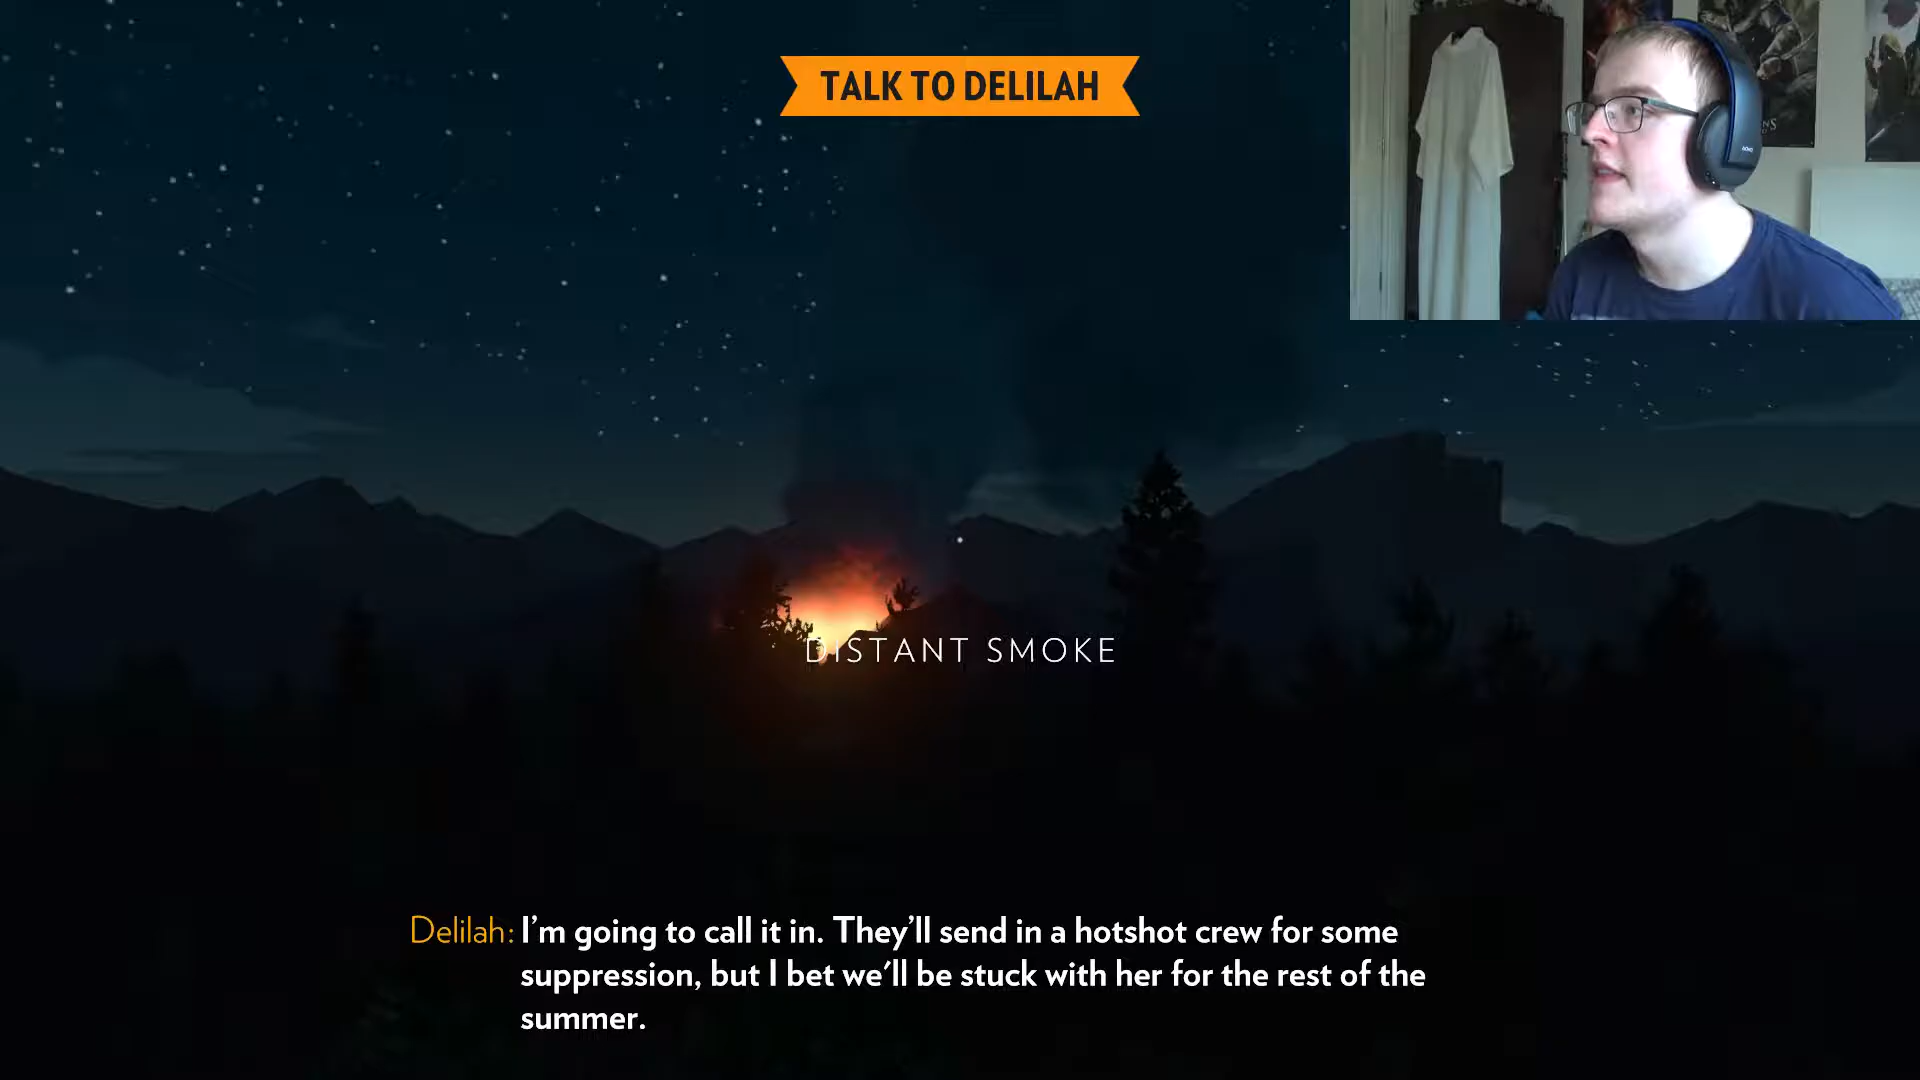 TALK TO DELILAH
DISTANT SMOKE
Delilah: I'm going to call it in. They'll send in a hotshot crew for some
suppression, but I bet we'll be stuck with her for the rest of the
summer.